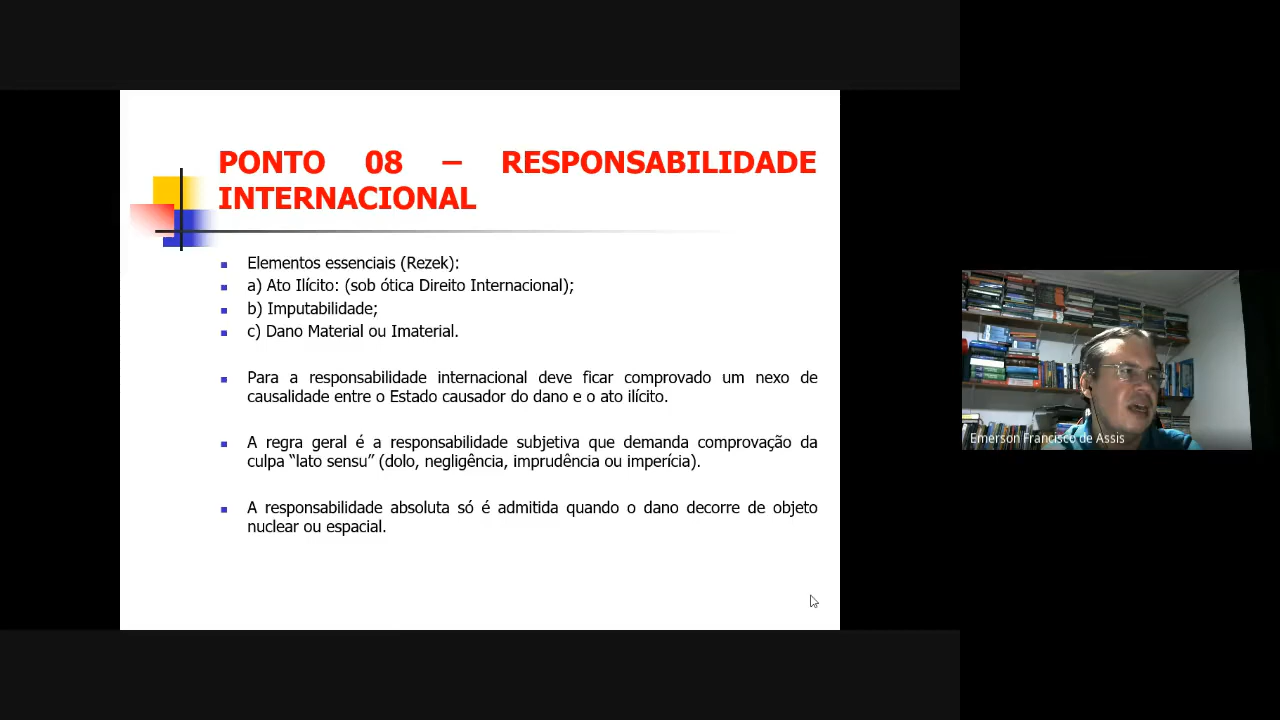 PONTO 08 – RESPONSABILIDADE
INTERNACIONAL
Elementos essenciais (Rezek):
a) Ato Ilícito: (sob ótica Direito Internacional);
b) Imputabilidade;
c) Dano Material ou Imaterial.
Para a responsabilidade internacional deve ficar comprovado um nexo de
causalidade entre o Estado causador do dano e o ato ilícito.
A regra geral é a responsabilidade subjetiva que demanda comprovação da
culpa “lato sensu” (dolo, negligência, imprudência ou imperícia).
A responsabilidade absoluta só é admitida quando o dano decorre de objeto
nuclear ou espacial.
Emerson Francisco de Assis